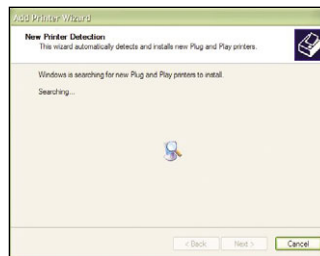 Add Printer Wizard
New Printer Detection
This wizard automatically detects and installs new Plug and Play printers.
Windows is searching for new Plug and Play printers to install.
Searching...
< Back
Next >
Cancel